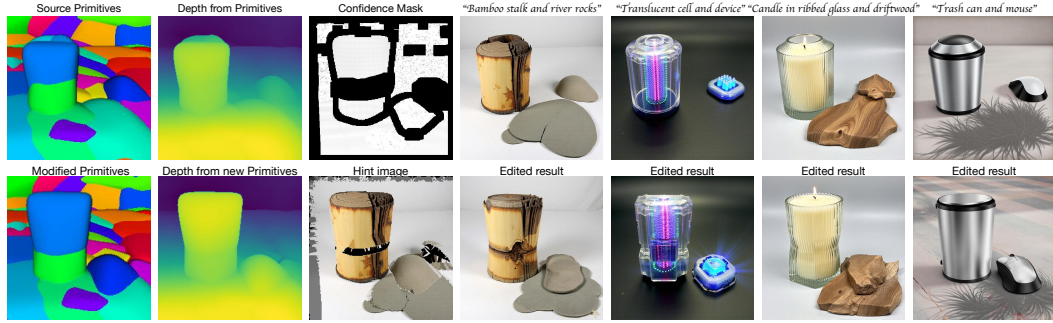 Source Primitives
Depth from Primitives
Confidence Mask
"Bamboo stalk and river rocks"
"Translucent cell and device"
"Candle in ribbed glass and driftwood"
"Trash can and mouse"
Modified Primitives
Depth from new Primitives
Hint image
Edited result
Edited result
Edited result
Edited result